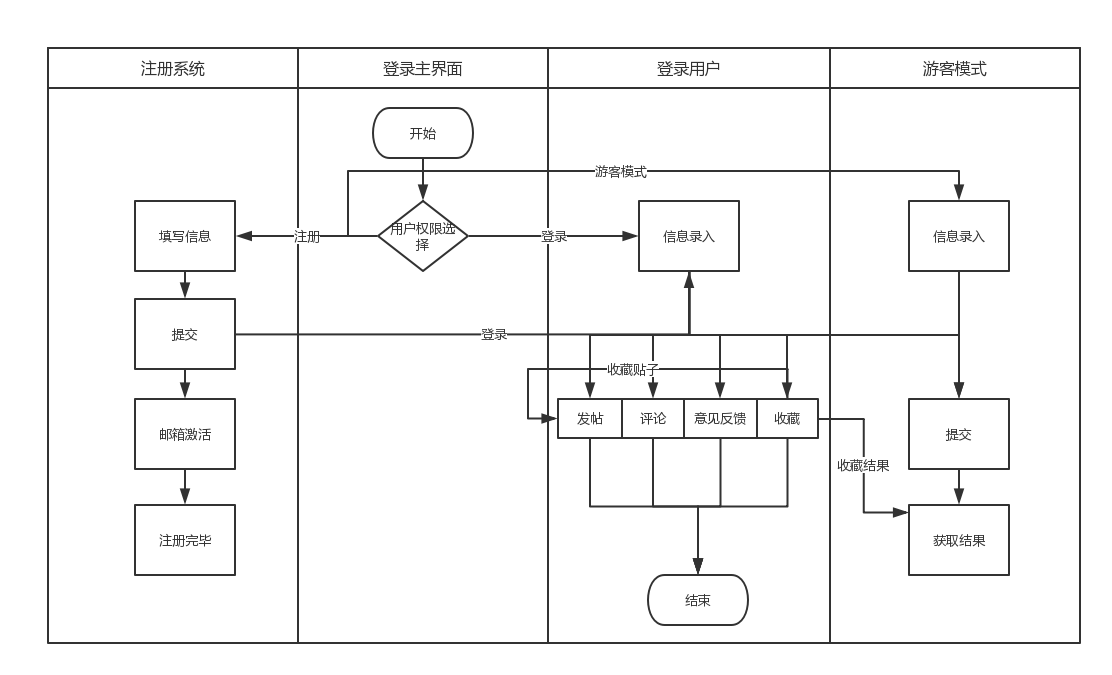 注册系统
登录主界面
登录用户
游客模式
开始
游客模式
填写信息
注册
用户权限选
择
登录
信息录入
信息录入
提交
登录
收藏贴子
邮箱激活
发帖
评论
意见反馈
收藏
提交
收藏结果
注册完毕
获取结果
结束